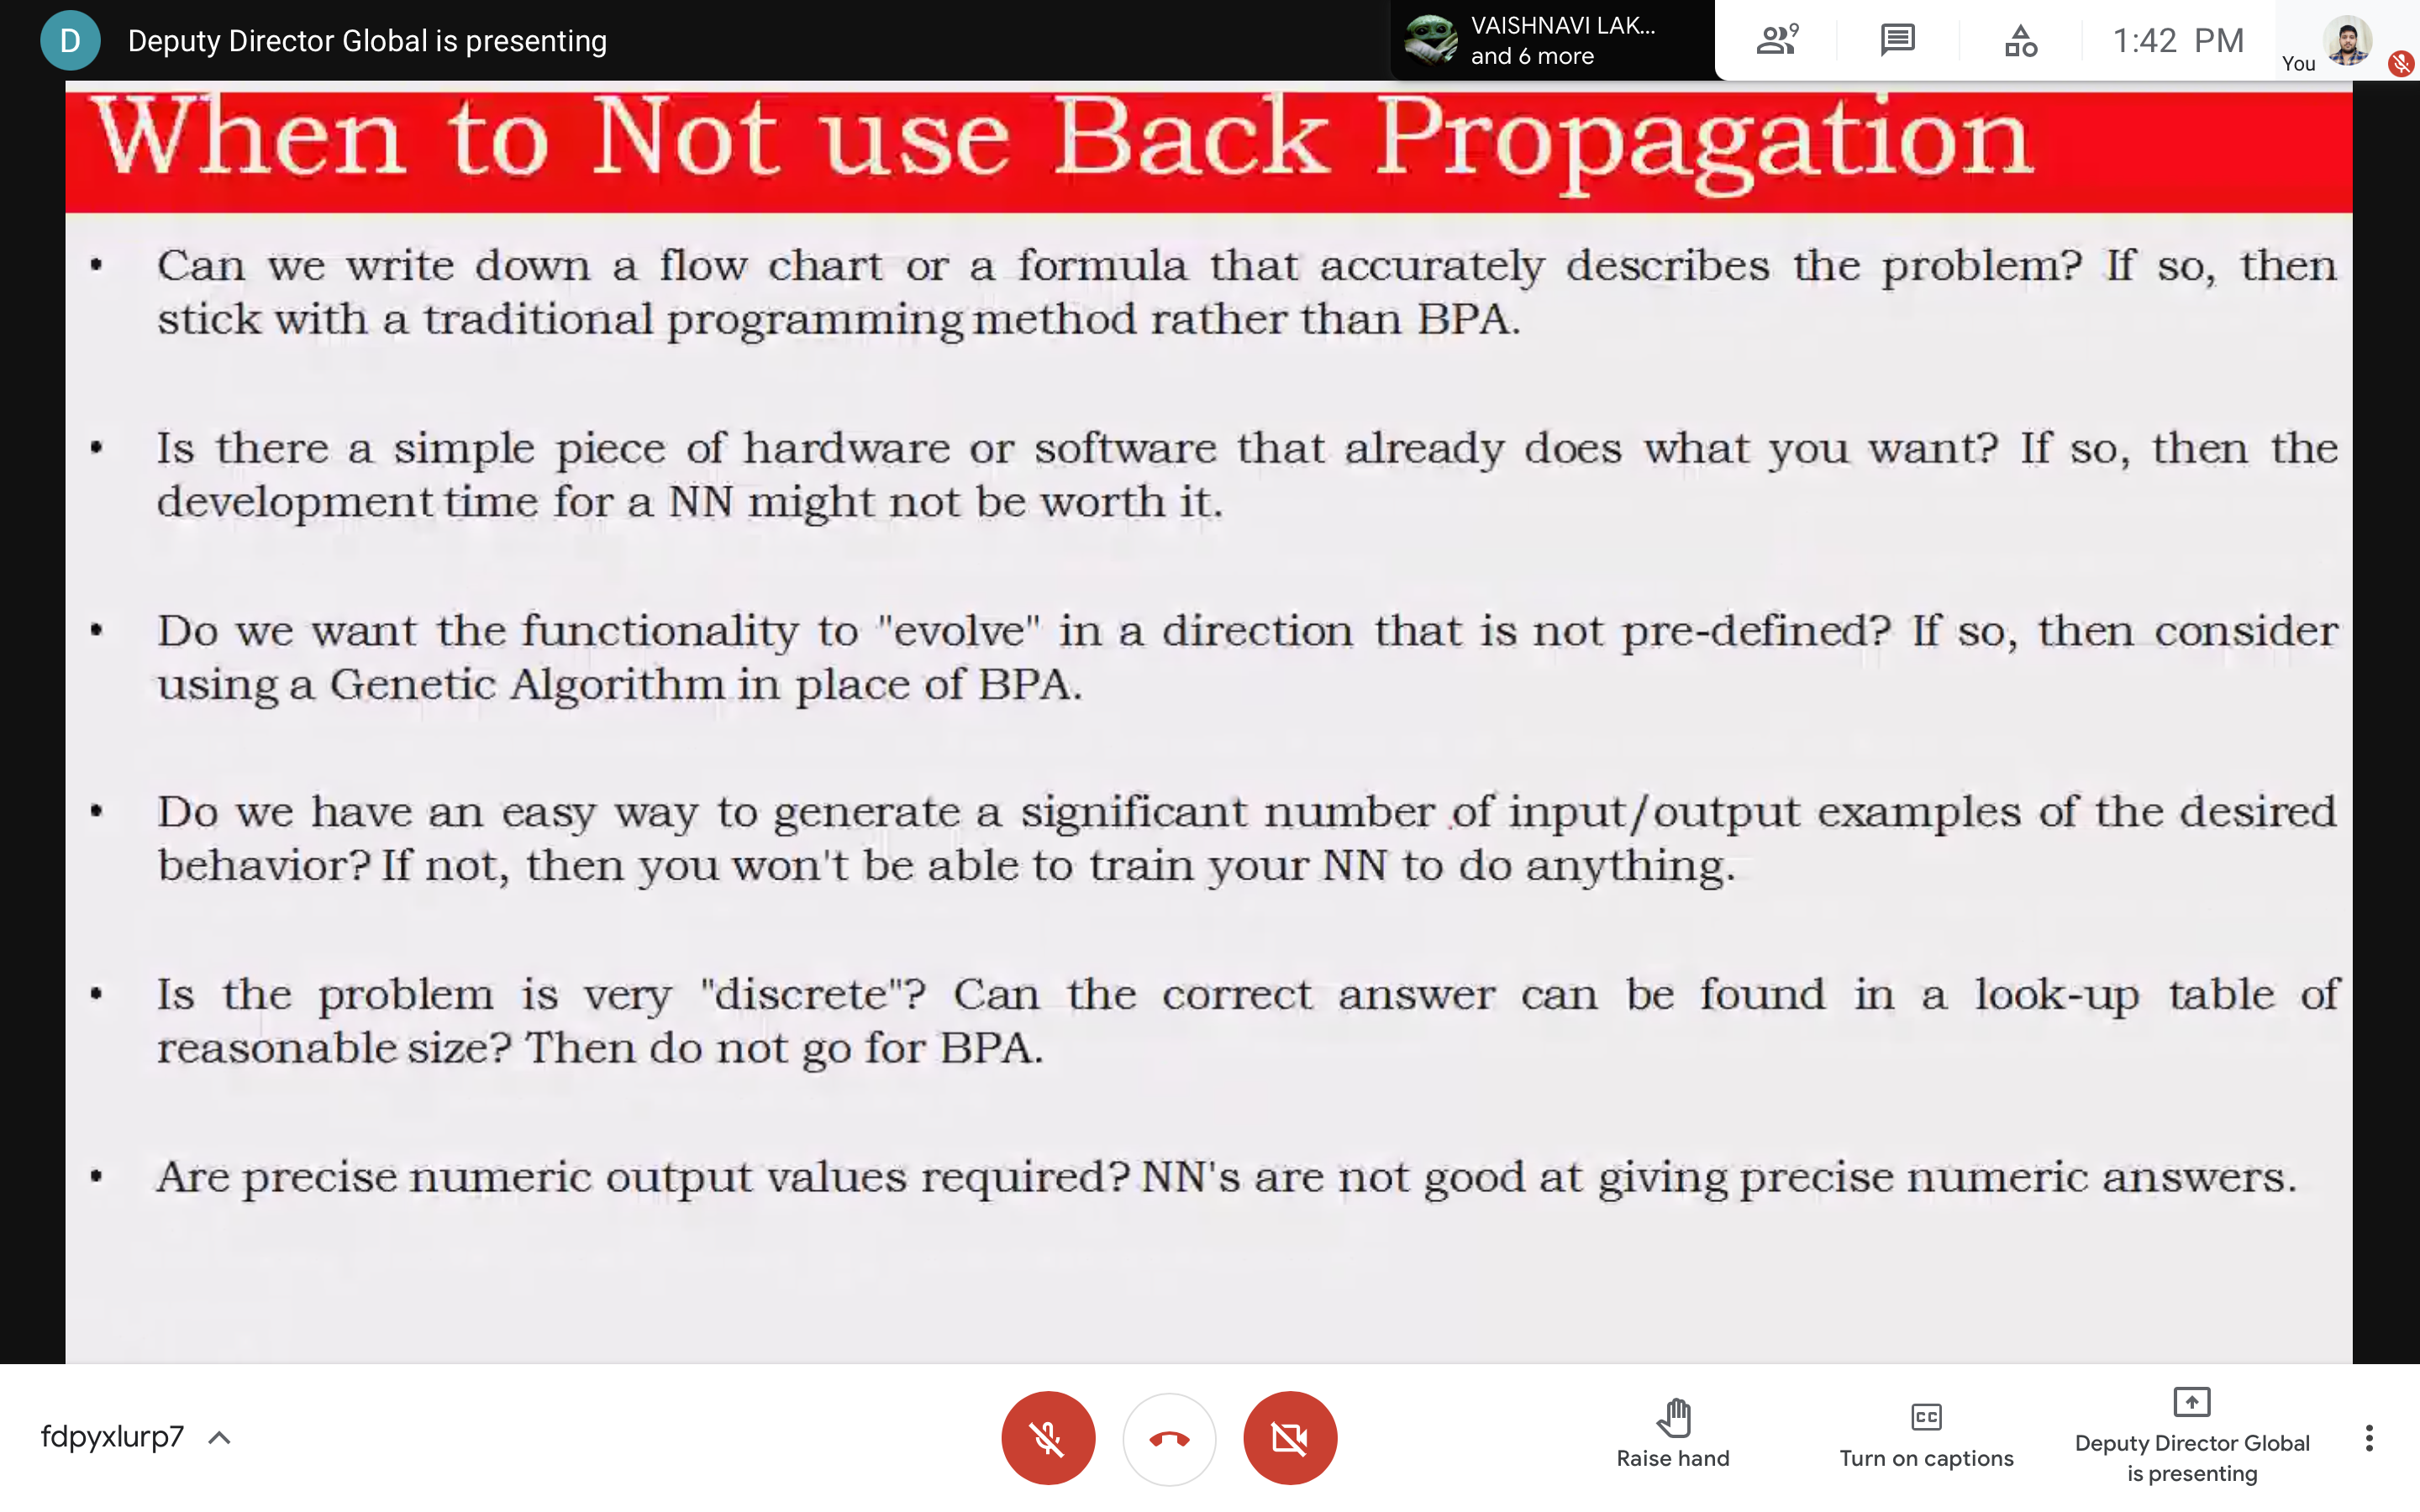 D
Deputy Director Global is presenting
VAISHNAVI LAK...
and 6 more
9
1:42 PM
You
When to Not use Back Propagation
• Can we write down a flow chart or a formula that accurately describes the problem? If so, then
stick with a traditional programming method rather than BPA.
• Is there a simple piece of hardware or software that already does what you want? If so, then the
development time for a NN might not be worth it.
• Do we want the functionality to "evolve" in a direction that is not pre-defined? If so, then consider
using a Genetic Algorithm in place of BPA.
• Do we have an easy way to generate a significant number of input/output examples of the desired
behavior? If not, then you won't be able to train your NN to do anything.
• Is the problem is very "discrete"? Can the correct answer can be found in a look-up table of
reasonable size? Then do not go for BPA.
• Are precise numeric output values required? NN's are not good at giving precise numeric answers.
fdpyxlurp7
Raise hand
CC
Turn on captions
Deputy Director Global
is presenting